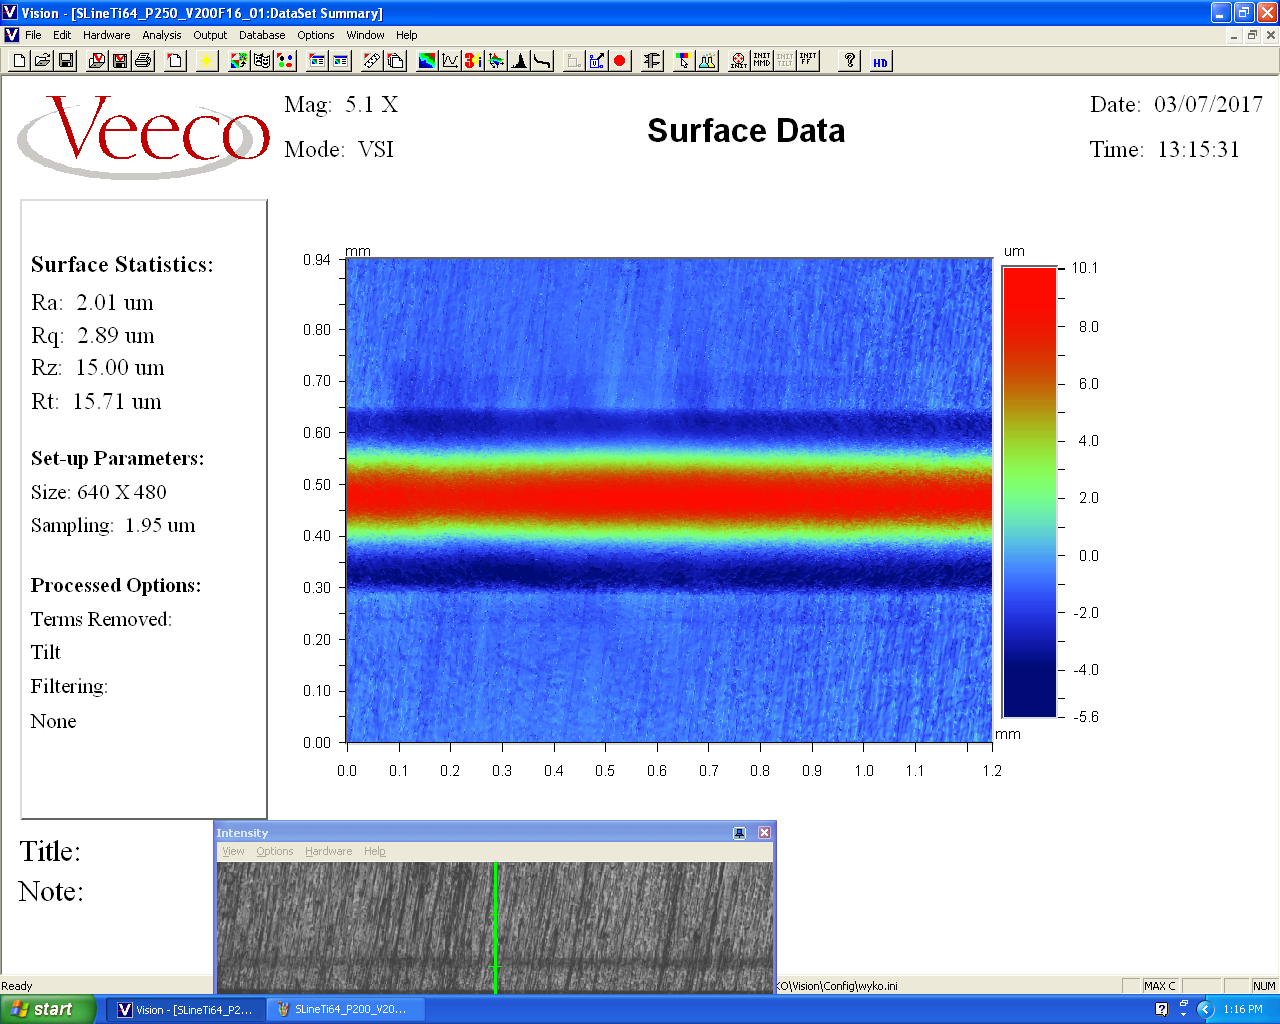 Vision - [SLineTi64_P250_V200F16_01:DataSet Summary]
File Edit Hardware Analysis Output Database Options Window Help
INIT INIT MMD INIT TILT INIT FF ? HD
Veeco
Mag: 5.1 X
Mode: VSI
Surface Data
Date: 03/07/2017
Time: 13:15:31
Surface Statistics:
Ra: 2.01 um
Rq: 2.89 um
Rz: 15.00 um
Rt: 15.71 um
Set-up Parameters:
Size: 640 X 480
Sampling: 1.95 um
Processed Options:
Terms Removed:
Tilt
Filtering:
None
mm
0.94
0.80
0.70
0.60
0.50
0.40
0.30
0.20
0.10
0.00
0.0 0.1 0.2 0.3 0.4 0.5 0.6 0.7 0.8 0.9 1.0 1.1 1.2
mm
um
10.1
8.0
6.0
4.0
2.0
0.0
-2.0
-4.0
-5.6
Title:
Note:
Intensity
View Options Hardware Help
Ready
KO\Vision\Config\wyko.ini
MAX C
NUM
start
Vision - [SLineTi64_P2...
SLineTi64_P200_V20...
1:16 PM